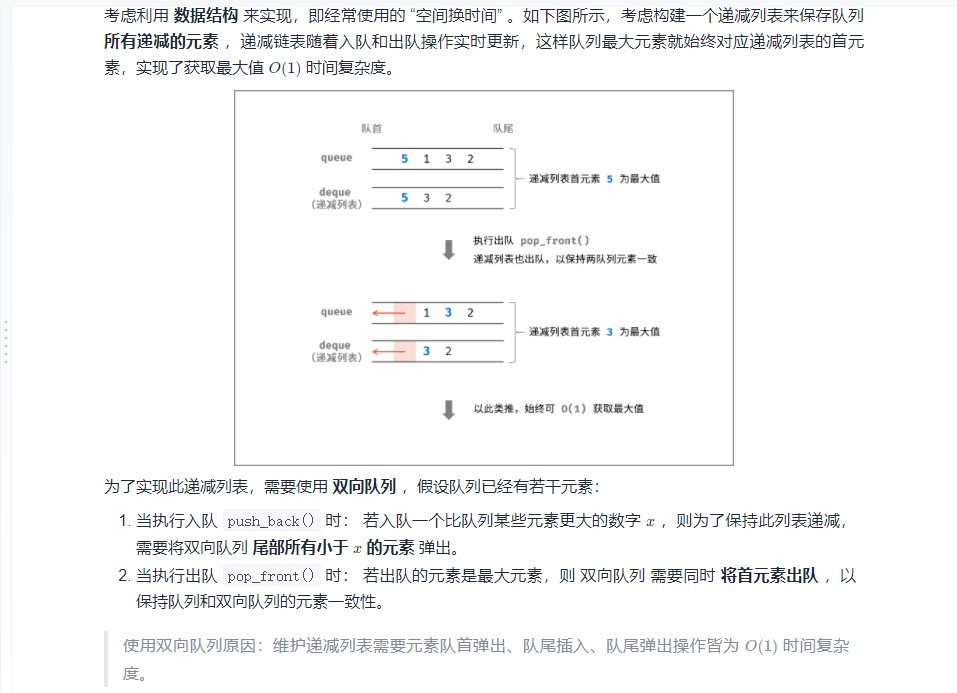 考虑利用 数据结构 来实现，即经常使用的 “空间换时间” 。如下图所示，考虑构建一个递减列表来保存队列
所有递减的元素 ，递减链表随着入队和出队操作实时更新，这样队列最大元素就始终对应递减列表的首元
素，实现了获取最大值 O(1) 时间复杂度。
队首 队尾
queue 5 1 3 2
递减列表首元素 5 为最大值
deque 5 3 2
（递减列表）
执行出队 pop_front()
递减列表也出队，以保持两队列元素一致
queue 1 3 2
递减列表首元素 3 为最大值
deque 3 2
（递减列表）
以此类推，始终可 O(1) 获取最大值
为了实现此递减列表，需要使用 双向队列 ，假设队列已经有若干元素：
1. 当执行入队 push_back() 时： 若入队一个比队列某些元素更大的数字 x ，则为了保持此列表递减，
需要将双向队列 尾部所有小于 x 的元素 弹出。
2. 当执行出队 pop_front() 时： 若出队的元素是最大元素，则 双向队列 需要同时 将首元素出队 ，以
保持队列和双向队列的元素一致性。
使用双向队列原因：维护递减列表需要元素队首弹出、队尾插入、队尾弹出操作皆为 O(1) 时间复杂
度。